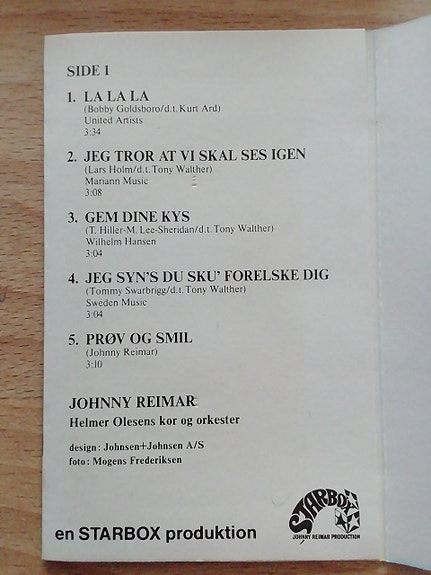 SIDE 1
1. LA LA LA
(Bobby Goldsboro/d.t. Kurt Ard)
United Artists
3:34
2. JEG TROR AT VI SKAL SES IGEN
(Lars Holm/d.t. Tony Walther)
Mariann Music
3:08
3. GEM DINE KYS
(T. Hiller-M. Lee-Sheridan/d.t. Tony Walther)
Wilhelm Hansen
3:04
4. JEG SYN'S DU SKU' FORELSKE DIG
(Tommy Swarbrigg/d.t. Tony Walther)
Sweden Music
3:04
5. PRØV OG SMIL
(Johnny Reimar)
3:10
JOHNNY REIMAR
Helmer Olesens kor og orkester
design: Johnsen+Johnsen A/S
foto: Mogens Frederiksen
STARBOX
JOHNNY REIMAR PRODUCTION
en STARBOX produktion